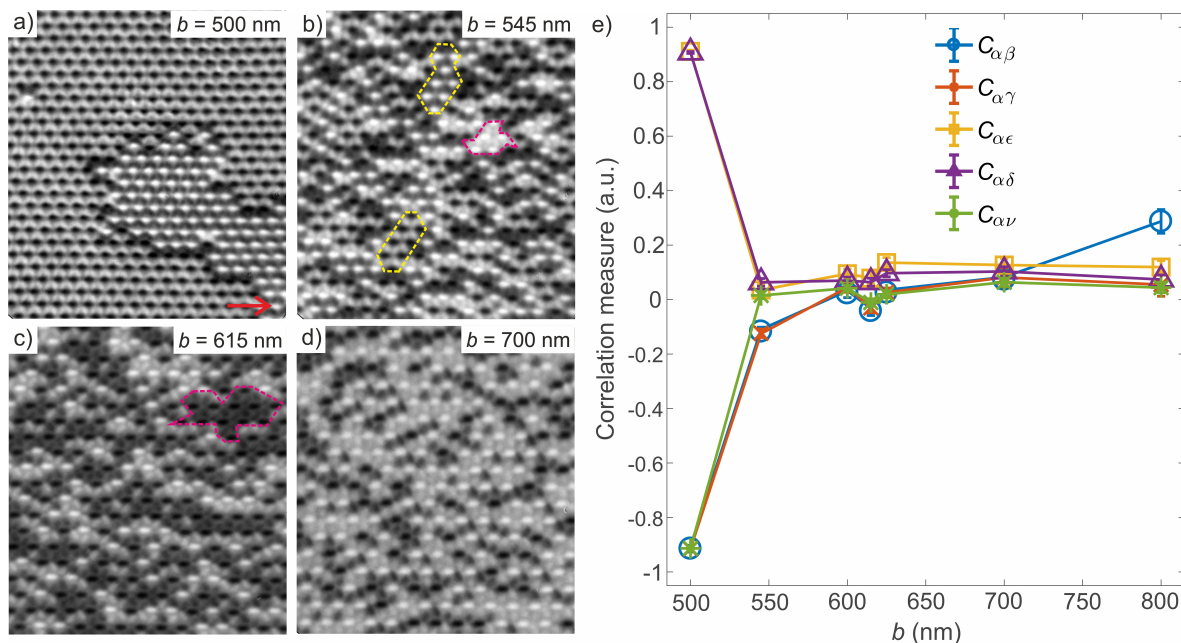 a)
b = 500 nm
b)
b = 545 nm
c)
b = 615 nm
d)
b = 700 nm
e)
Correlation measure (a.u.)
1
0.8
0.6
0.4
0.2
0
-0.2
-0.4
-0.6
-0.8
-1
Cαβ
Cαγ
Cαϵ
Cαδ
Cαν
500 550 600 650 700 750 800
b (nm)